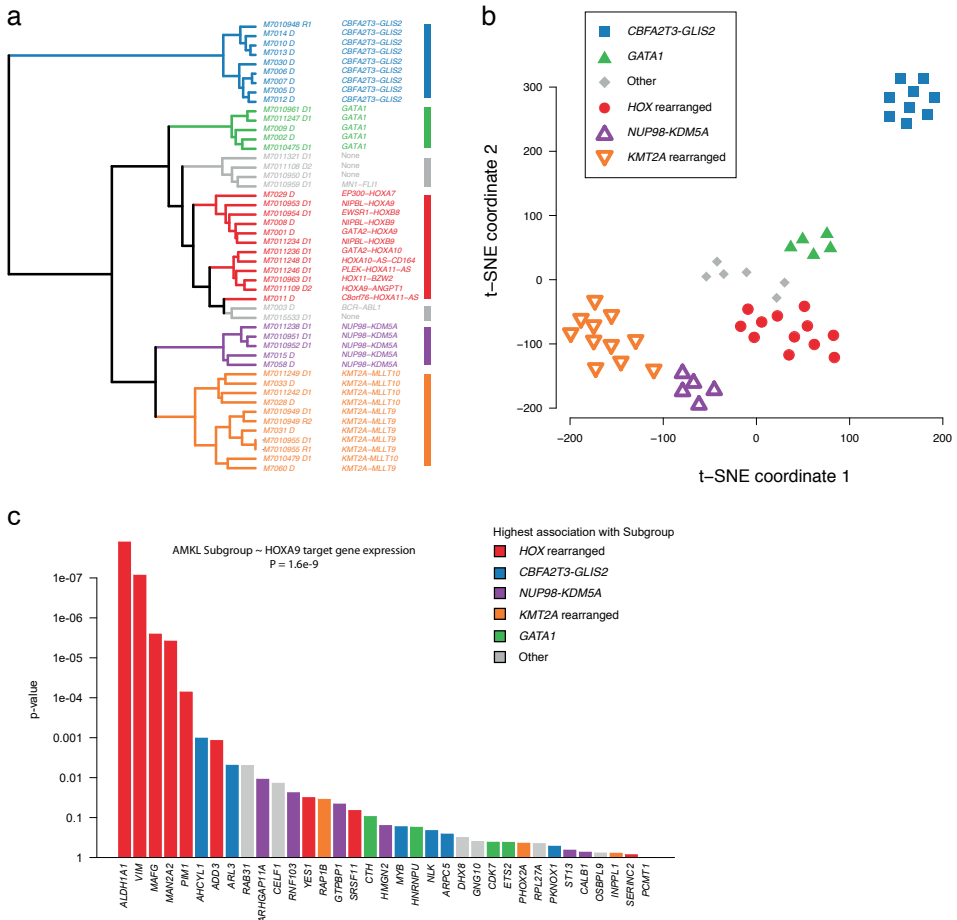 a
M7010948 R1 CBFA2T3-GLIS2
M7014 D CBFA2T3-GLIS2
M7010 D CBFA2T3-GLIS2
M7013 D CBFA2T3-GLIS2
M7030 D CBFA2T3-GLIS2
M7006 D CBFA2T3-GLIS2
M7007 D CBFA2T3-GLIS2
M7005 D CBFA2T3-GLIS2
M7012 D CBFA2T3-GLIS2
M7010961 D1 GATA1
M7011247 D1 GATA1
M7009 D GATA1
M7002 D GATA1
M7010475 D1 GATA1
M7011321 D1 None
M7011108 D2 None
M7010950 D1 None
M7010959 D1 MN1-FLI1
M7029 D EP300-HOXA7
M7010953 D1 NIPBL-HOXA9
M7010954 D1 EWSR1-HOXB8
M7008 D NIPBL-HOXB9
M7001 D GATA2-HOXA9
M7011234 D1 NIPBL-HOXB9
M7011236 D1 GATA2-HOXA10
M7011248 D1 HOXA10-AS-CD164
M7011246 D1 PLEK-HOXA11-AS
M7010963 D1 HOX11-BZW2
M7011109 D2 HOXA9-ANGPT1
M7011 D C8orf76-HOXA11-AS
M7003 D BCR-ABL1
M7015533 D1 None
M7011238 D1 NUP98-KDM5A
M7010951 D1 NUP98-KDM5A
M7010952 D1 NUP98-KDM5A
M7015 D NUP98-KDM5A
M7058 D NUP98-KDM5A
M7011249 D1 KMT2A-MLLT10
M7033 D KMT2A-MLLT10
M7011242 D1 KMT2A-MLLT10
M7028 D KMT2A-MLLT10
M7010949 D1 KMT2A-MLLT9
M7010949 R2 KMT2A-MLLT9
M7031 D KMT2A-MLLT9
M7010955 D1 KMT2A-MLLT9
M7010955 R1 KMT2A-MLLT9
M7010479 D1 KMT2A-MLLT10
M7060 D KMT2A-MLLT9
b
CBFA2T3-GLIS2
GATA1
Other
HOX rearranged
NUP98-KDM5A
KMT2A rearranged
t-SNE coordinate 2
300
200
100
0
-100
-200
-200 -100 0 100 200
t-SNE coordinate 1
c
AMKL Subgroup ~ HOXA9 target gene expression
P = 1.6e-9
Highest association with Subgroup
HOX rearranged
CBFA2T3-GLIS2
NUP98-KDM5A
KMT2A rearranged
GATA1
Other
p-value
1e-07
1e-06
1e-05
1e-04
0.001
0.01
0.1
1
ALDH1A1
VIM
MAFG
MAN2A2
PIM1
AHCYL1
ADD3
ARL3
RAB31
ARHGAP11A
CELF1
RNF103
YES1
RAP1B
GTPBP1
SRSF11
CTH
HMGN2
MYB
HNRNPU
NLK
ARPC5
DHX8
GNG10
CDK7
ETS2
PHOX2A
RPL27A
PKNOX1
ST13
CALB1
OSBPL9
INPPL1
SERINC2
PCMT1